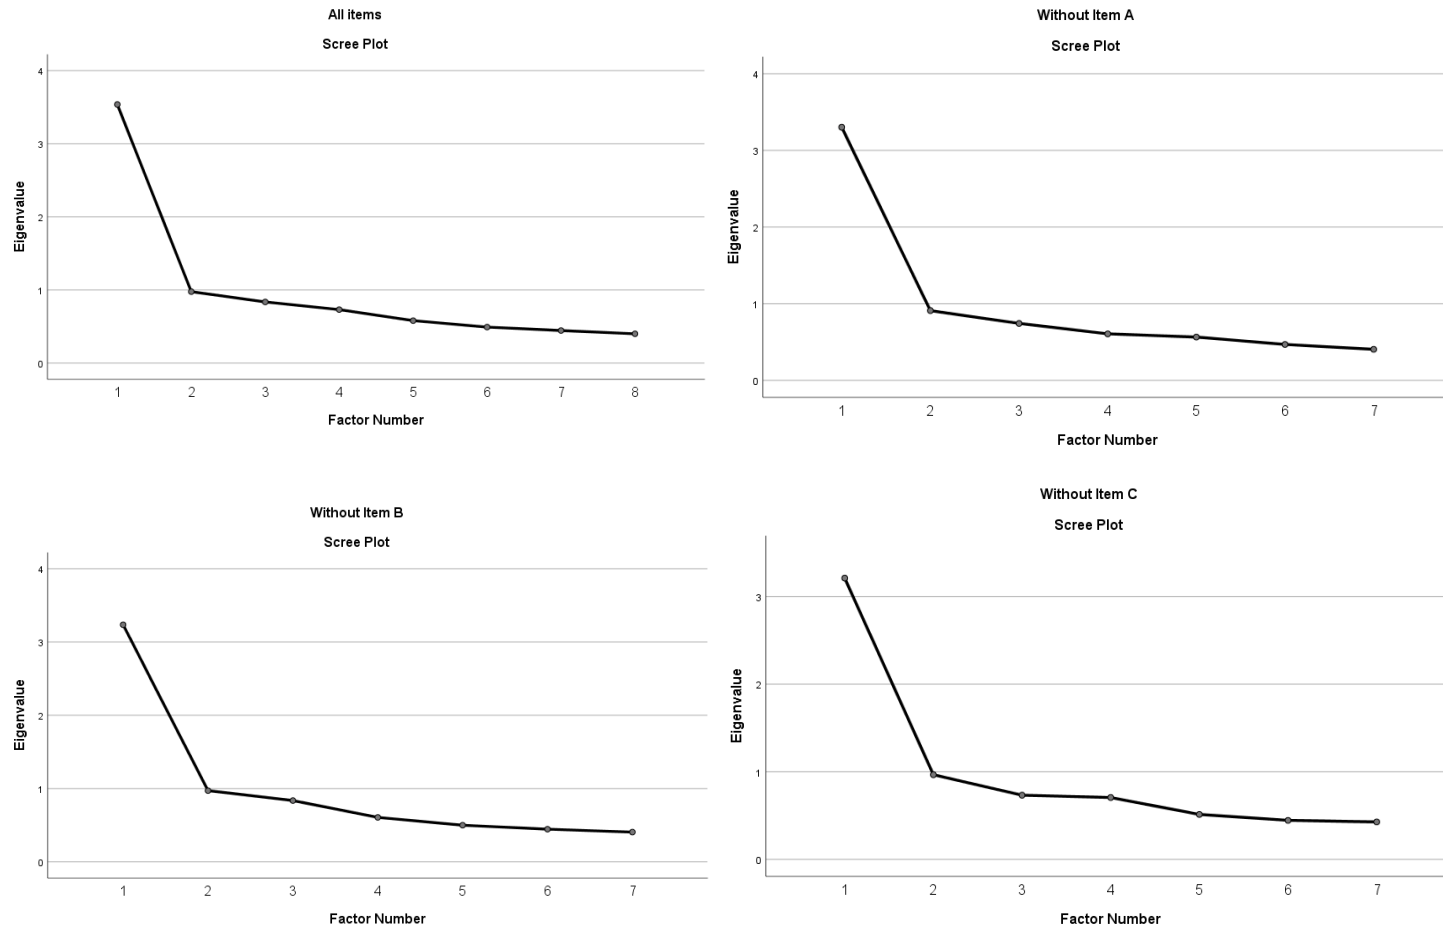 All items
Scree Plot
Eigenvalue
4
3
2
1
0
1 2 3 4 5 6 7 8
Factor Number
Without Item A
Scree Plot
Eigenvalue
4
3
2
1
0
1 2 3 4 5 6 7
Factor Number
Without Item B
Scree Plot
Eigenvalue
4
3
2
1
0
1 2 3 4 5 6 7
Factor Number
Without Item C
Scree Plot
Eigenvalue
3
2
1
0
1 2 3 4 5 6 7
Factor Number